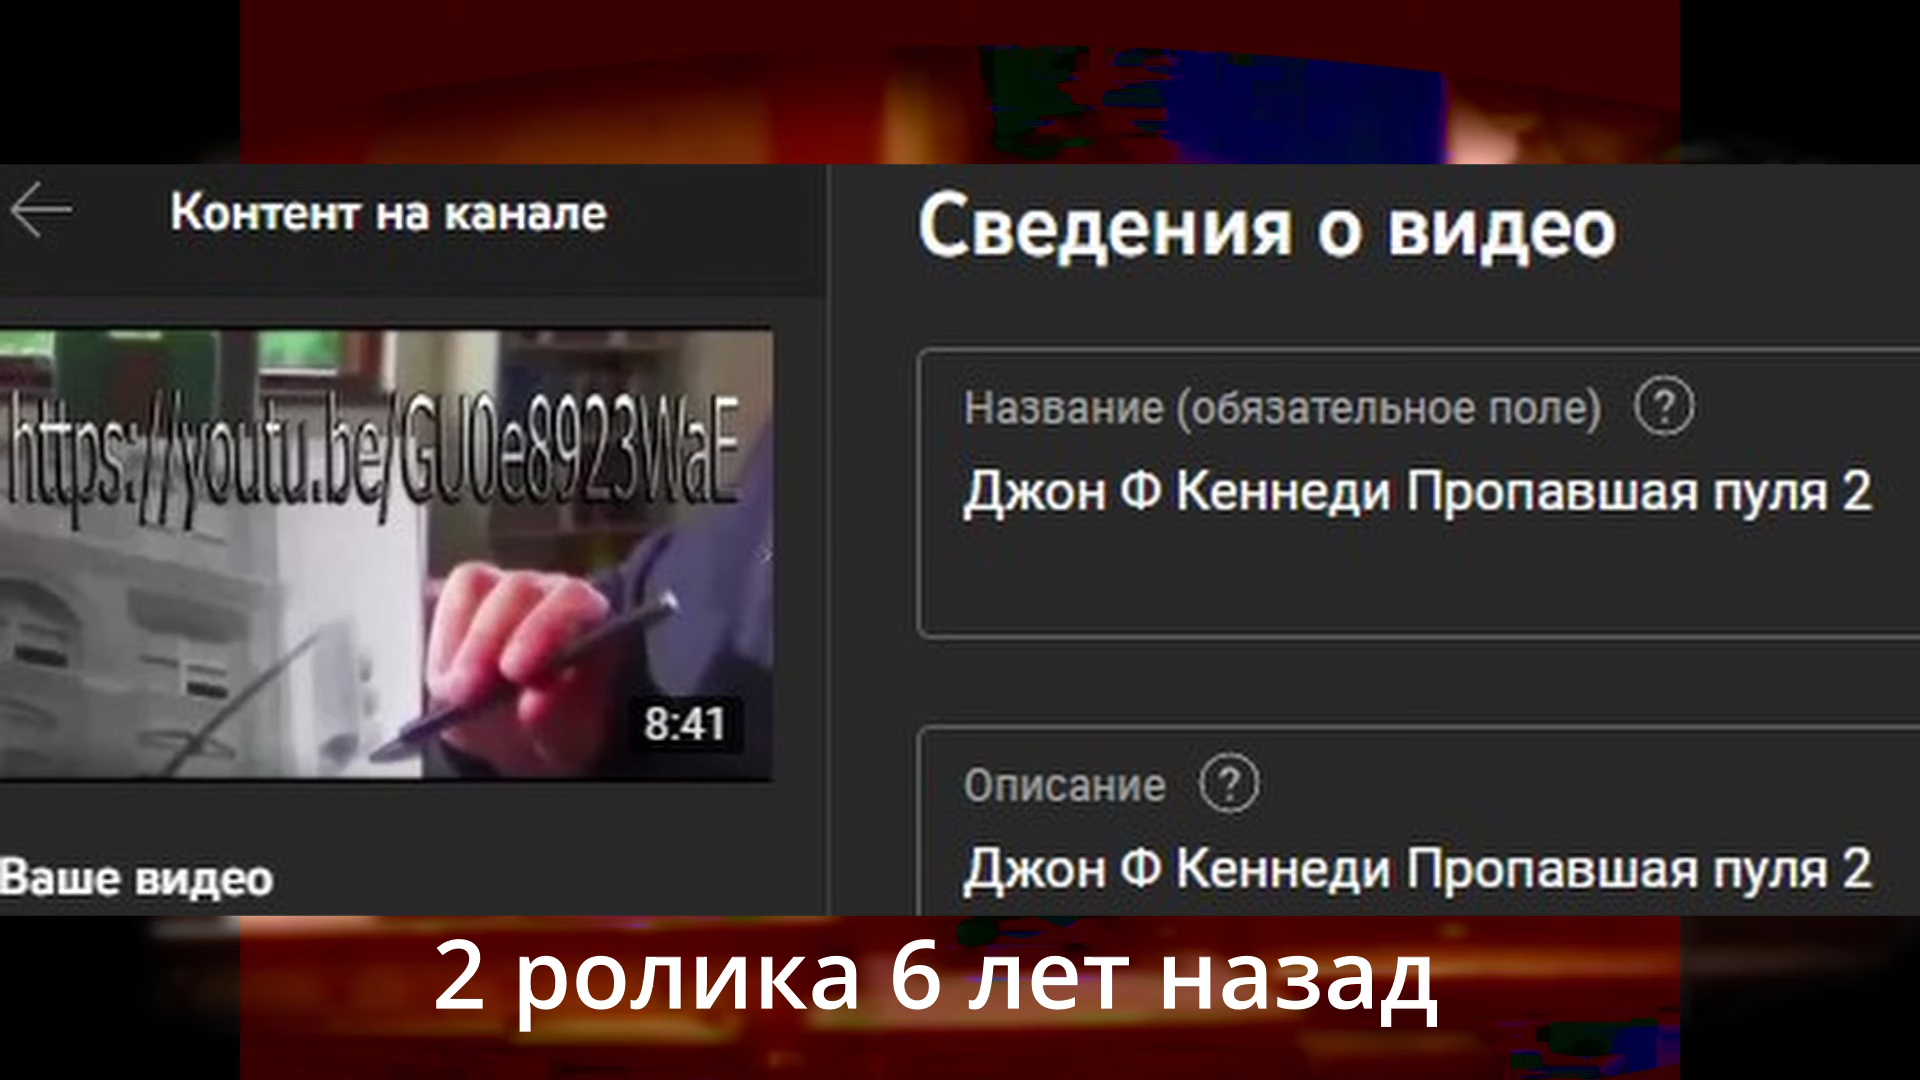 Контент на канале
https://youtu.be/GU0e8923WaE
8:41
Ваше видео
Сведения о видео
Название (обязательное поле) ?
Джон Ф Кеннеди Пропавшая пуля 2
Описание ?
Джон Ф Кеннеди Пропавшая пуля 2
2 ролика 6 лет назад